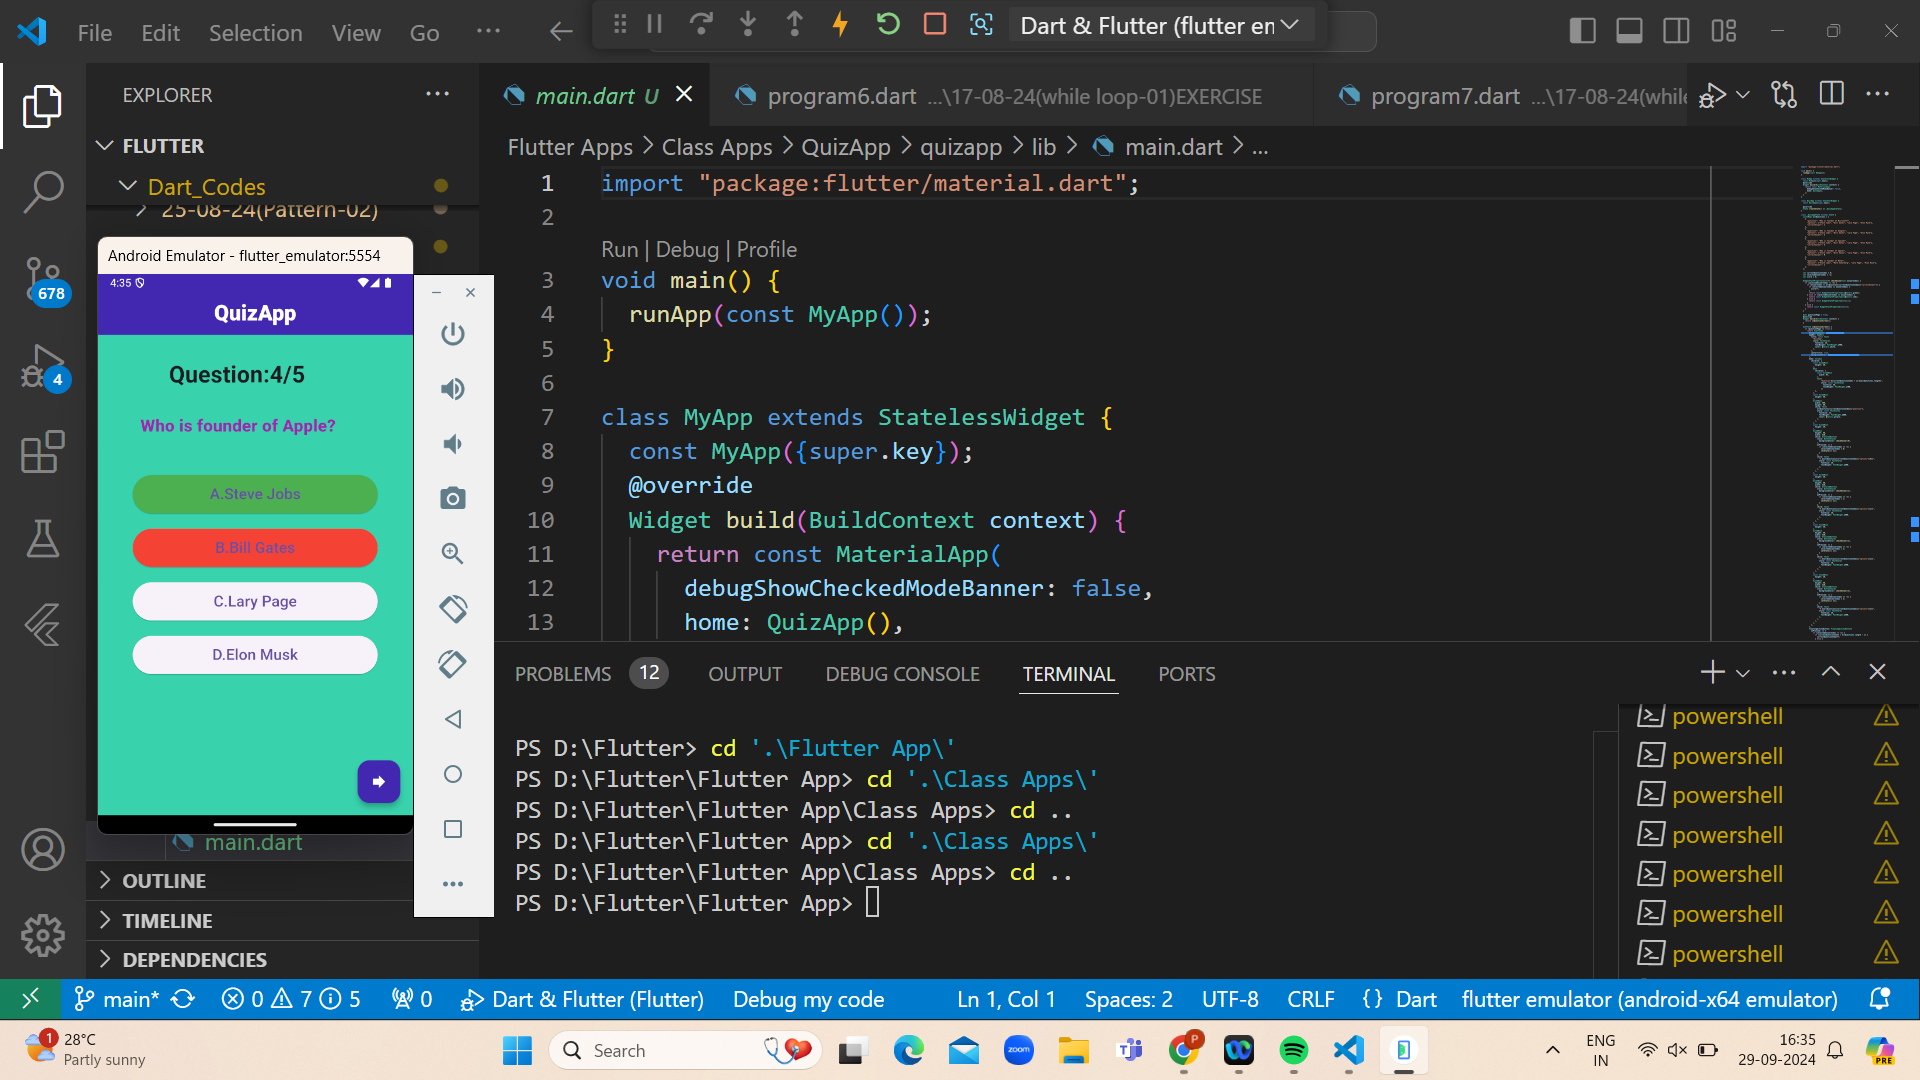 File Edit Selection View Go
Dart & Flutter (flutter en
EXPLORER
FLUTTER
Dart_Codes
25-08-24(Pattern-02)
main.dart
OUTLINE
TIMELINE
DEPENDENCIES
678
4
main.dart U
program6.dart ...\17-08-24(while loop-01)EXERCISE
program7.dart ...\17-08-24(while
Flutter Apps > Class Apps > QuizApp > quizapp > lib > main.dart > ...
1 import "package:flutter/material.dart";
2
Run | Debug | Profile
3 void main() {
4 runApp(const MyApp());
5 }
6
7 class MyApp extends StatelessWidget {
8 const MyApp({super.key});
9 @override
10 Widget build(BuildContext context) {
11 return const MaterialApp(
12 debugShowCheckedModeBanner: false,
13 home: QuizApp(),
Android Emulator - flutter_emulator:5554
4:35
QuizApp
Question:4/5
Who is founder of Apple?
A.Steve Jobs
B.Bill Gates
C.Lary Page
D.Elon Musk
PROBLEMS 12 OUTPUT DEBUG CONSOLE TERMINAL PORTS
PS D:\Flutter> cd '.\Flutter App\'
PS D:\Flutter\Flutter App> cd '.\Class Apps\'
PS D:\Flutter\Flutter App\Class Apps> cd ..
PS D:\Flutter\Flutter App> cd '.\Class Apps\'
PS D:\Flutter\Flutter App\Class Apps> cd ..
PS D:\Flutter\Flutter App>
powershell
powershell
powershell
powershell
powershell
powershell
powershell
main* 0 7 5 0 Dart & Flutter (Flutter) Debug my code Ln 1, Col 1 Spaces: 2 UTF-8 CRLF {} Dart flutter emulator (android-x64 emulator)
1
28°C
Partly sunny
Search
zoom
P
ENG
IN
16:35
29-09-2024
PRE